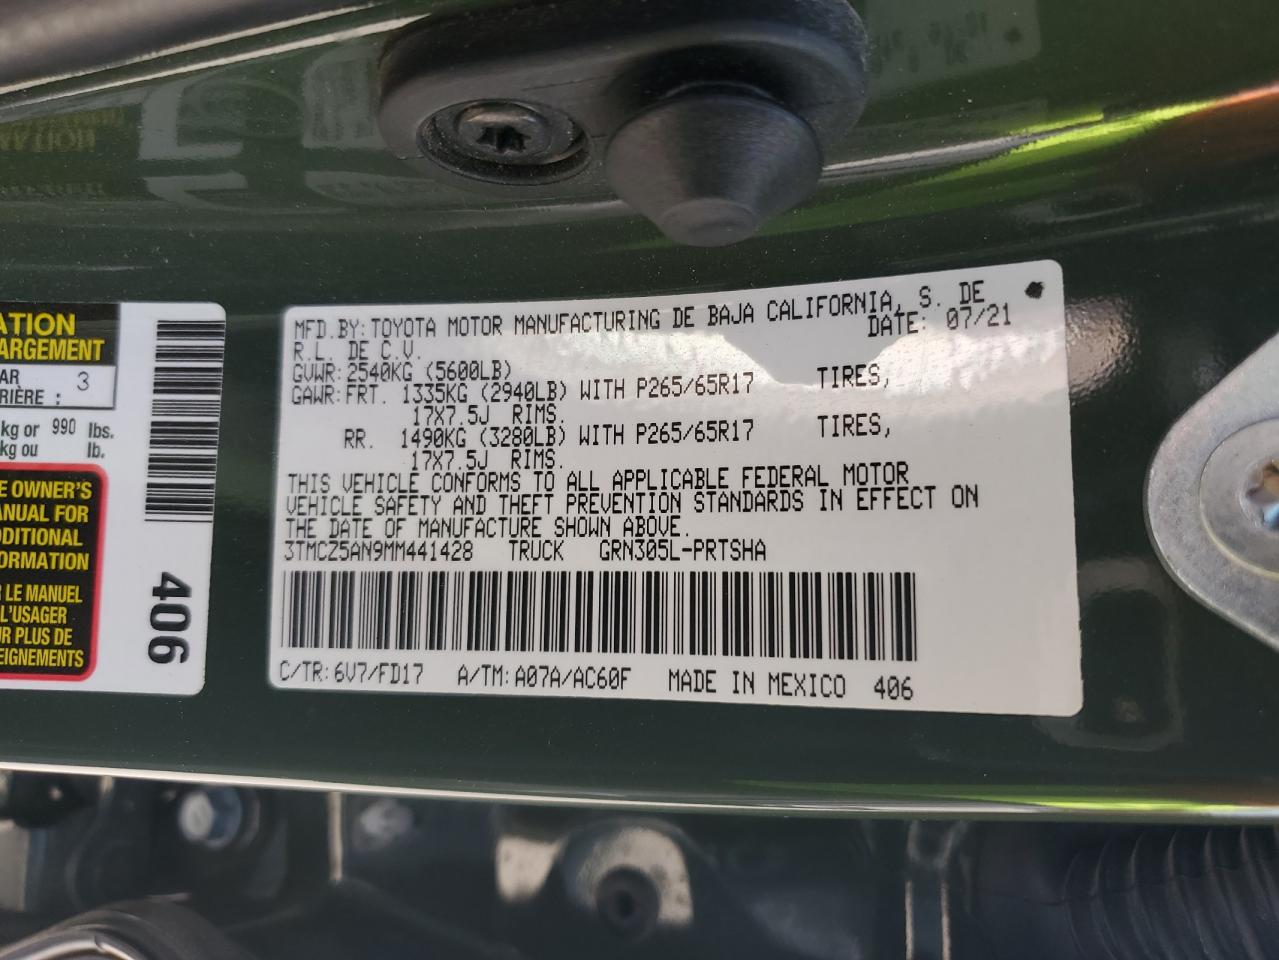 ATION
ARGEMENT
AR 3
RIÈRE :
kg or 990 lbs.
kg ou lb.
E OWNER'S
ANUAL FOR
DDITIONAL
FORMATION
LE MANUEL
L'USAGER
UR PLUS DE
EIGNEMENTS
406
MFD.BY: TOYOTA MOTOR MANUFACTURING DE BAJA CALIFORNIA, S. DE
R.L. DE C.V. DATE: 07/21
GVWR: 2540KG (5600LB)
GAWR: FRT. 1335KG (2940LB) WITH P265/65R17 TIRES,
17X7.5J RIMS.
RR. 1490KG (3280LB) WITH P265/65R17 TIRES,
17X7.5J RIMS.
THIS VEHICLE CONFORMS TO ALL APPLICABLE FEDERAL MOTOR
VEHICLE SAFETY AND THEFT PREVENTION STANDARDS IN EFFECT ON
THE DATE OF MANUFACTURE SHOWN ABOVE.
3TMCZ5AN9MM441428 TRUCK GRN305L-PRTSHA
C/TR: 6V7/FD17 A/TM: A07A/AC60F MADE IN MEXICO 406